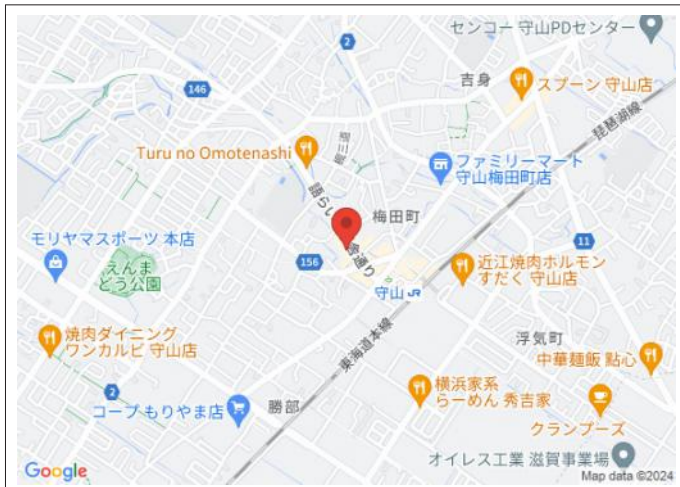 センコー 守山PDセンター
2
吉身
スプーン 守山店
146
琵琶湖線
Turu no Omotenashi
ファミリーマート
守山梅田町店
梅田町
11
モリヤマスポーツ 本店
えんま
どう公園
156
守山 JR
近江焼肉ホルモン
すだく 守山店
東海道本線
浮気町
焼肉ダイニング
ワンカルビ 守山店
中華麺飯 點心
2
横浜家系
らーめん 秀吉家
コープ もりやま店
勝部
クランプーズ
オイレス工業 滋賀事業場
Google
Map data ©2024